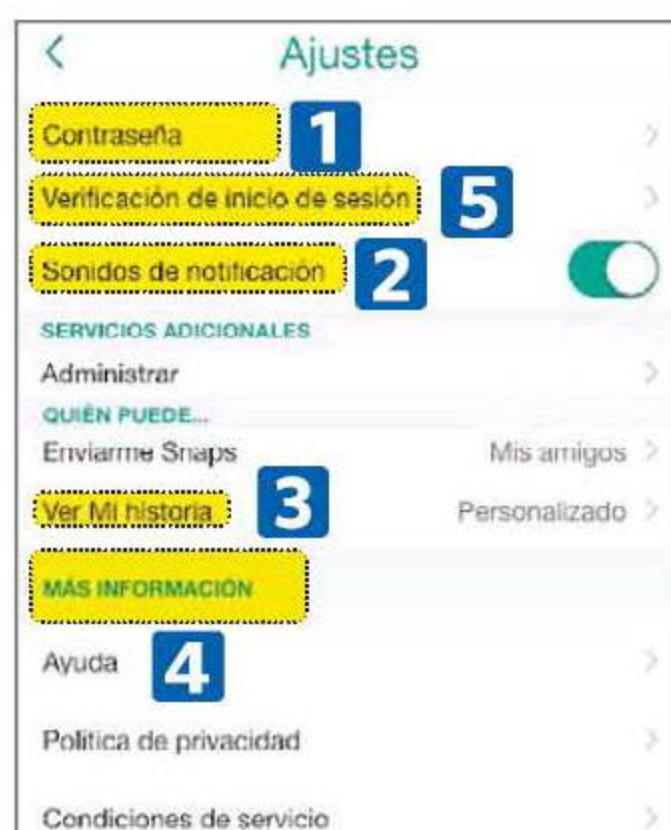 Ajustes
Contraseña 1
Verificación de inicio de sesión 5
Sonidos de notificación 2
SERVICIOS ADICIONALES
Administrar
QUIÉN PUEDE...
Enviarme Snaps Mis amigos
Ver Mi historia 3 Personalizado
MÁS INFORMACIÓN
Ayuda 4
Política de privacidad
Condiciones de servicio